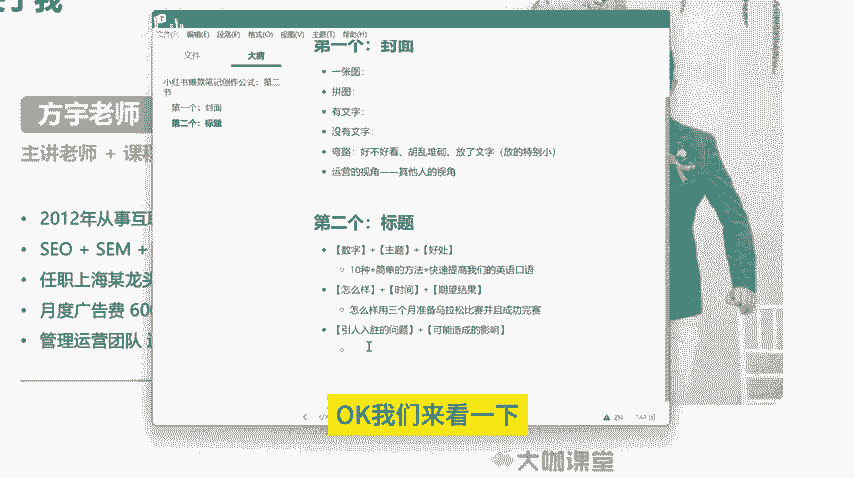 方宇老师
主讲老师 + 课程
2012年从事互联
SEO + SEM +
任职上海某龙头
月度广告费 600
管理运营团队
编辑(E) 段落(P) 格式(O) 视图(V) 主题(T) 帮助(H)
文件 大纲
小红书爆款笔记创作公式：第二
节
第一个：封面
第二个：标题
第一个：封面
一张图：
拼图：
有文字：
没有文字：
弯路：好不好看、胡乱堆砌、放了文字（放的特别小）
运营的视角——其他人的视角
第二个：标题
【数字】+【主题】+【好处】
10种+简单的方法+快速提高我们的英语口语
【怎么样】+【时间】+【期望结果】
怎么样用三个月准备马拉松比赛并且成功完赛
【引人入胜的问题】+【可能造成的影响】
OK我们来看一下
大咖课堂